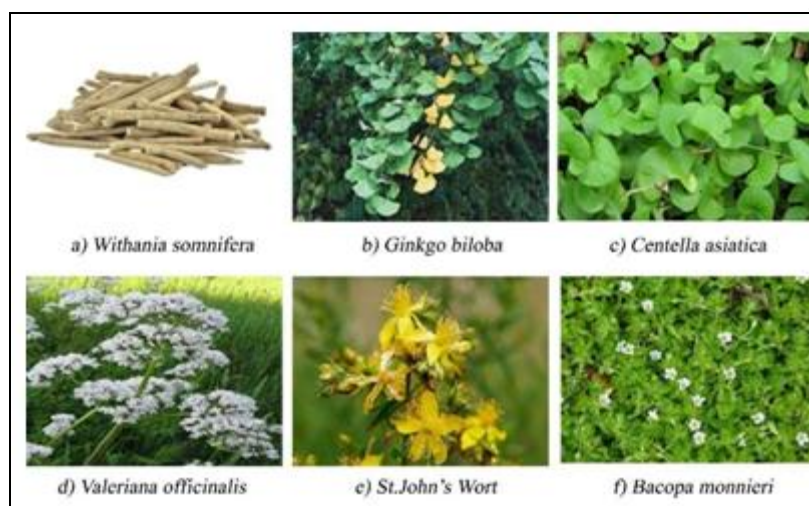 a) Withania somnifera
b) Ginkgo biloba
c) Centella asiatica
d) Valeriana officinalis
e) St.John's Wort
f) Bacopa monnieri